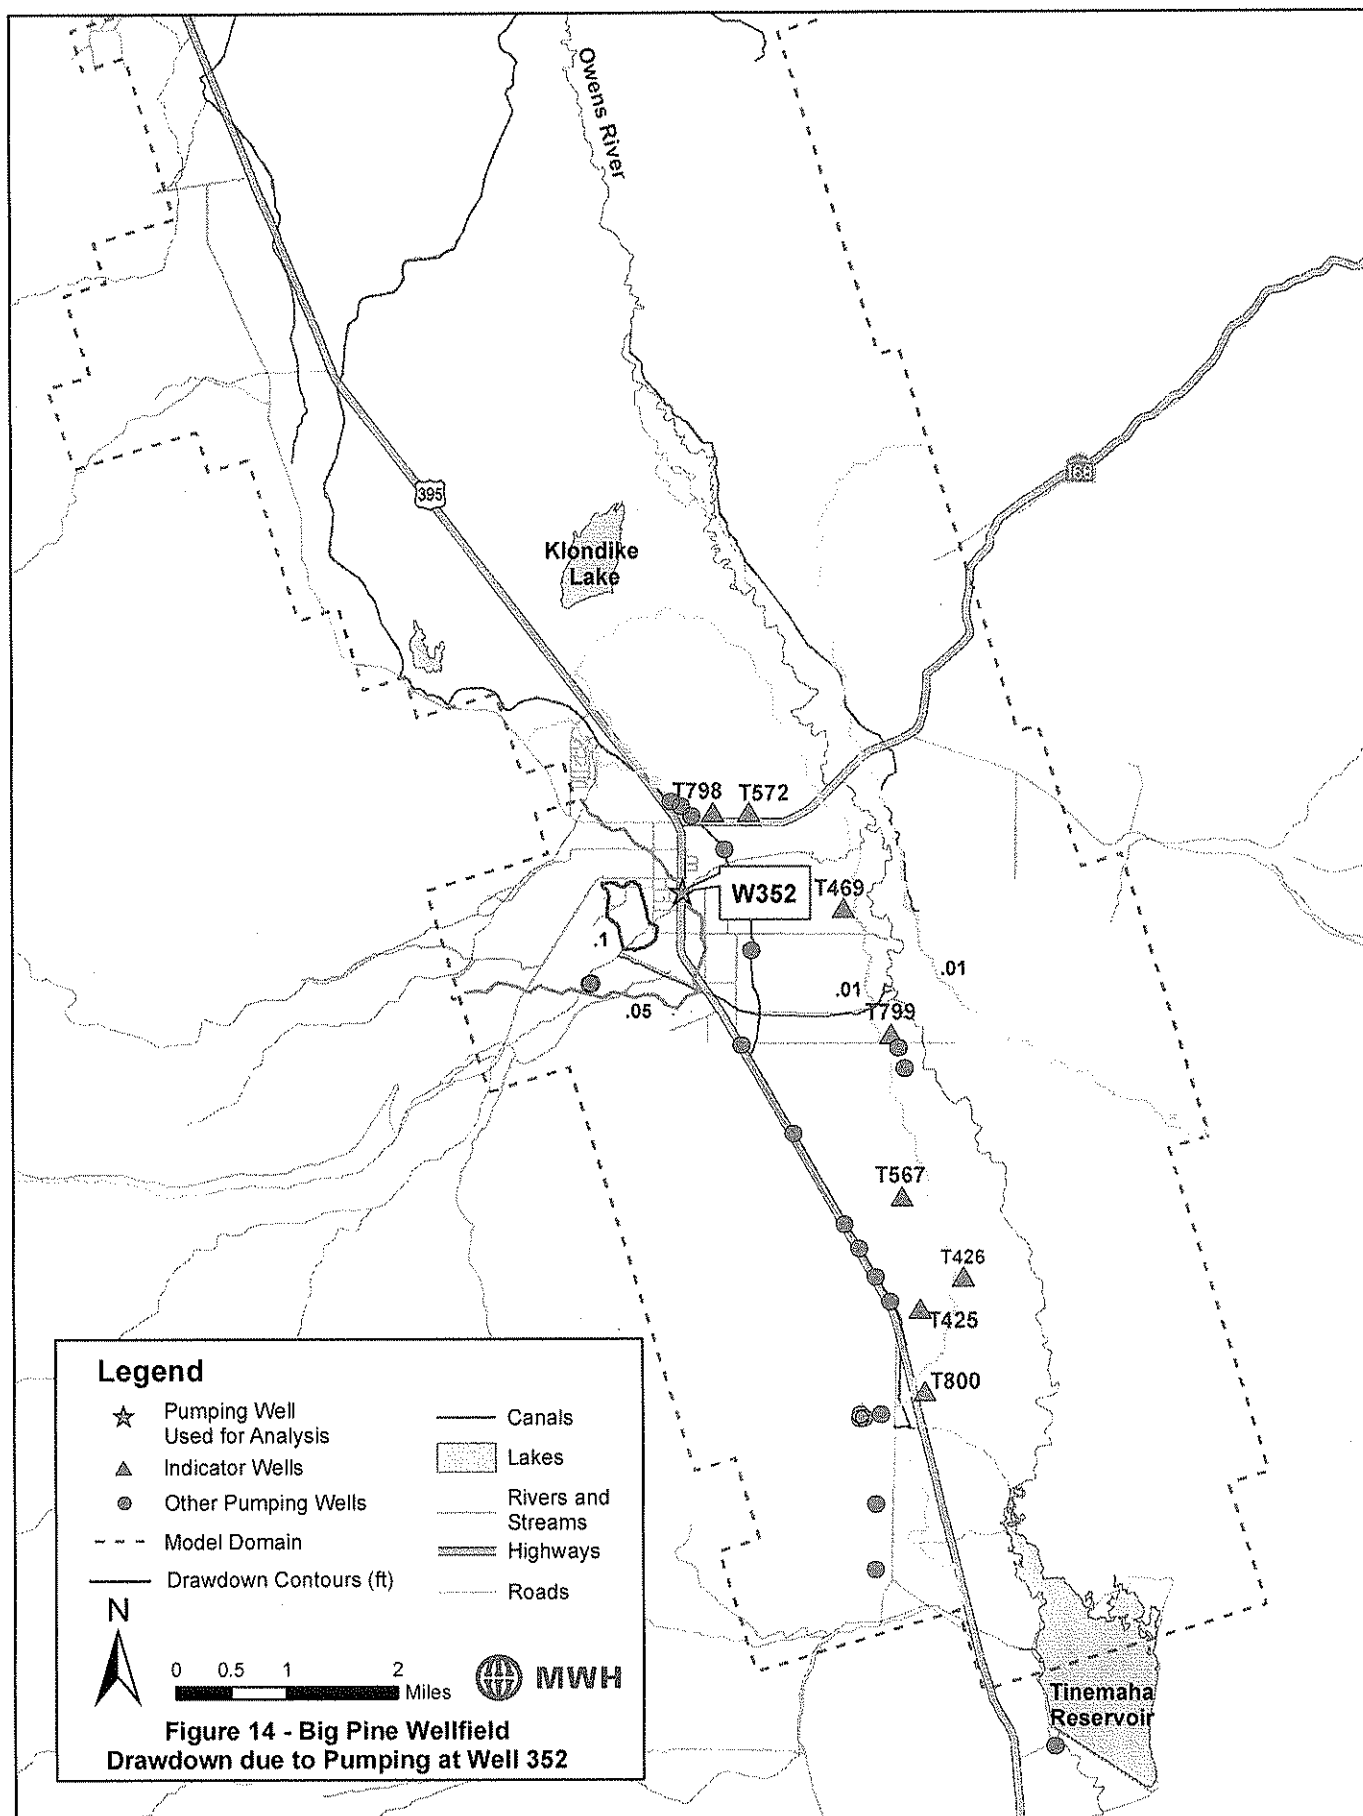 Owens River
168
395
Klondike
Lake
T798
T572
W352
T469
.1
.01
.01
.05
T799
T567
T426
T425
T800
Legend
Pumping Well
Used for Analysis
Indicator Wells
Other Pumping Wells
Model Domain
Drawdown Contours (ft)
Canals
Lakes
Rivers and
Streams
Highways
Roads
N
0 0.5 1 2
Miles
MWH
Figure 14 - Big Pine Wellfield
Drawdown due to Pumping at Well 352
Tinemaha
Reservoir